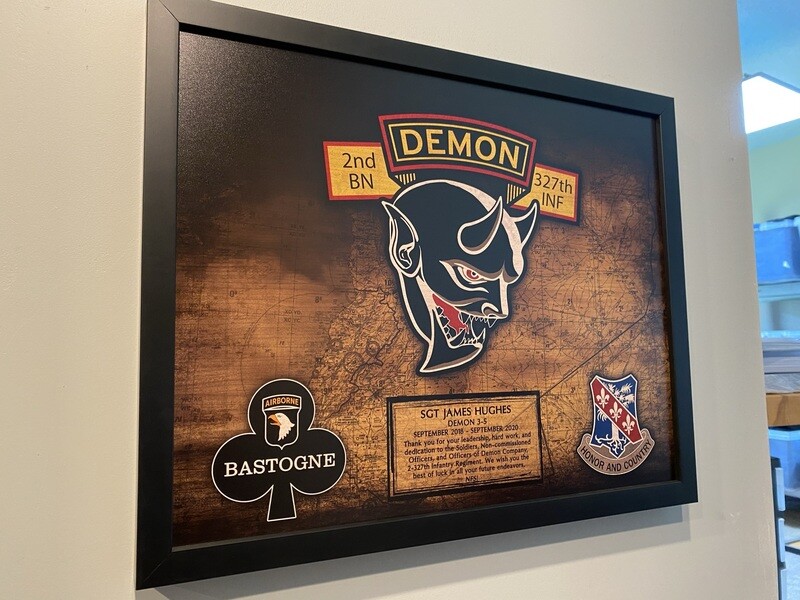 DEMON
2nd
BN
327th
INF
AIRBORNE
BASTOGNE
SGT JAMES HUGHES
DEMON 3-5
SEPTEMBER 2018 - SEPTEMBER 2020
Thank you for your leadership, hard work, and
dedication to the Soldiers, Non-commissioned
Officers, and Officers of Demon Company,
2-327th Infantry Regiment. We wish you the
best of luck in all your future endeavors.
NFS!
HONOR AND COUNTRY